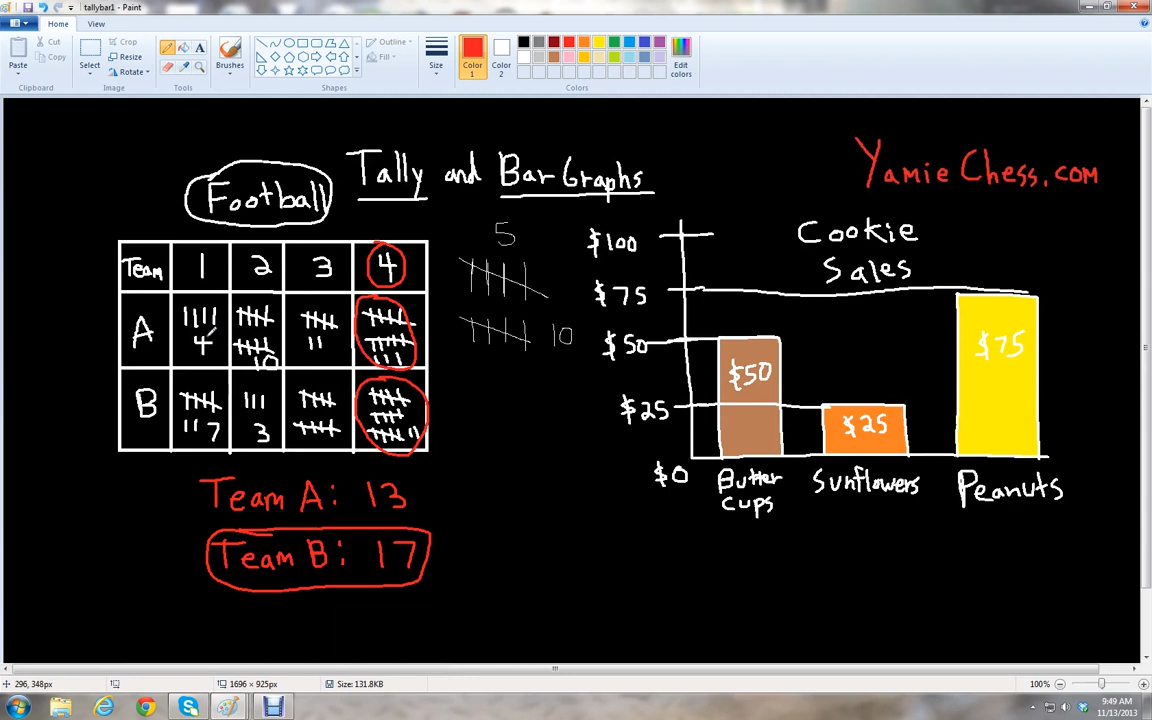 tallybar1 - Paint
Home
View
Paste
Cut
Copy
Clipboard
Select
Crop
Resize
Rotate
Image
Tools
Brushes
Shapes
Outline
Fill
Size
Color
1
Color
2
Colors
Edit
colors
Football
Tally and Bar Graphs
YamieChess.com
Team 1 2 3 4
A
4
10
B
7
3
Team A: 13
Team B: 17
5
10
Cookie
Sales
$100
$75
$50
$25
$0
$50
$25
$75
Butter
cups
Sunflowers
Peanuts
296, 348px
1696 × 925px
Size: 131.8KB
100%
9:49 AM
11/13/2013